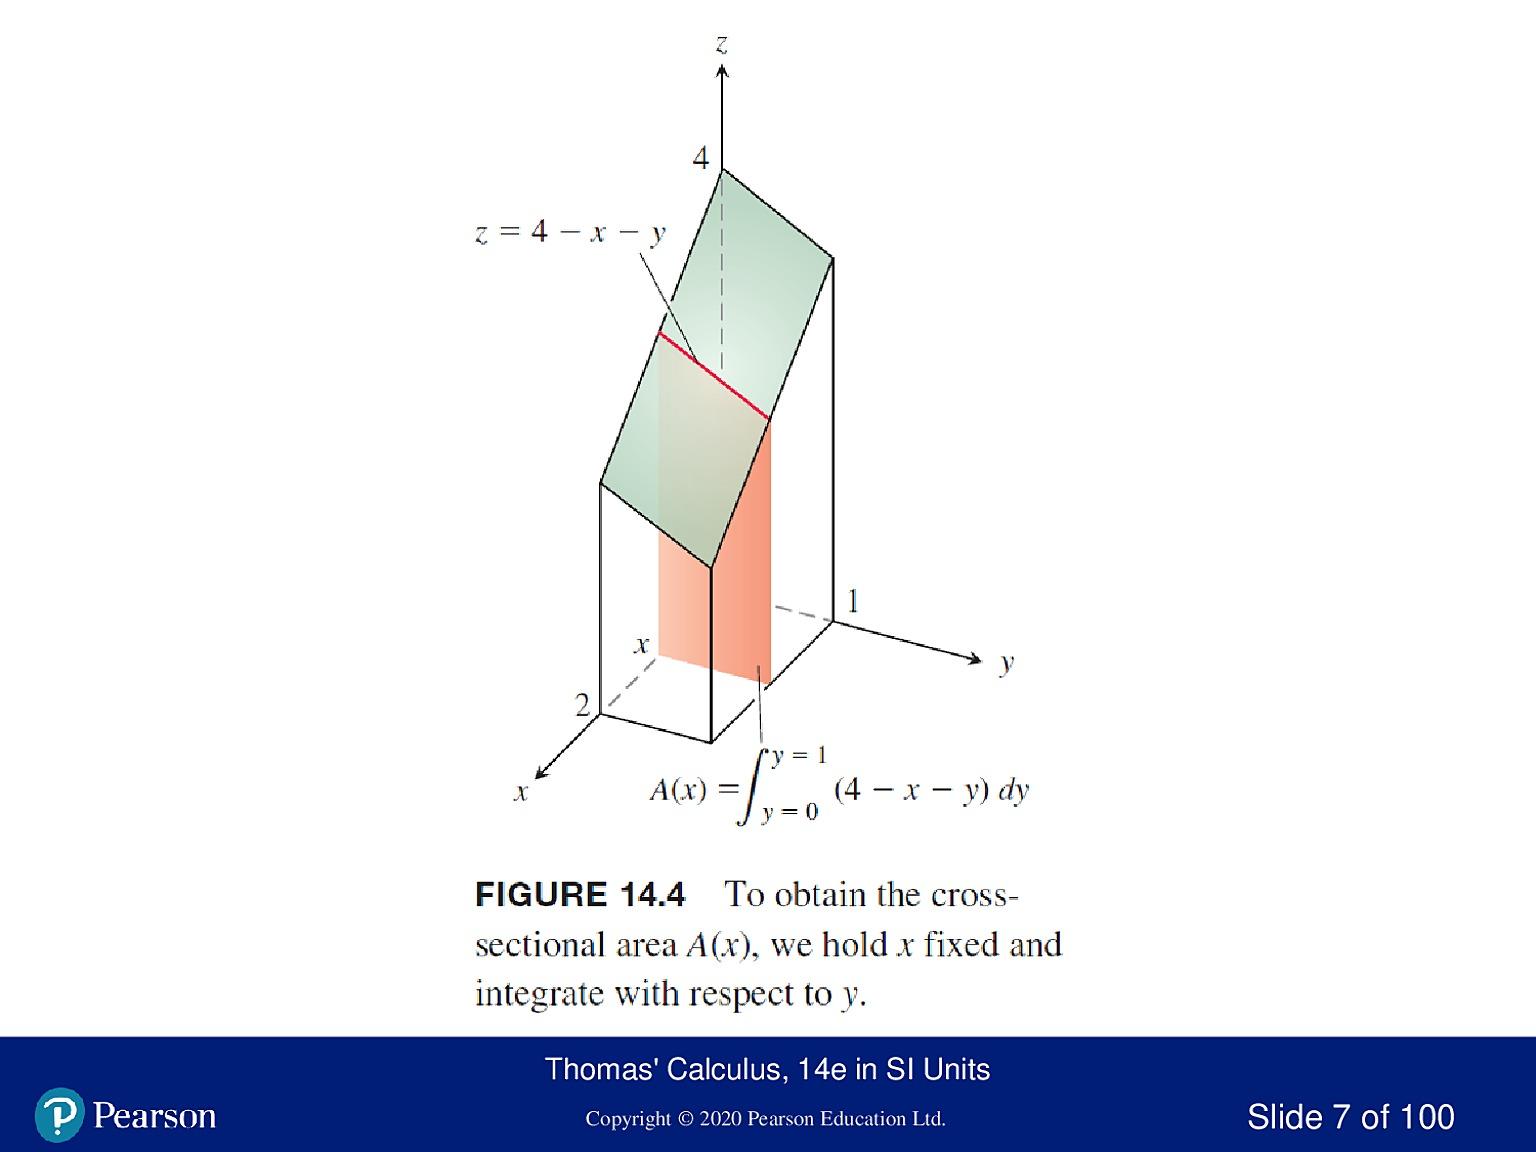 z
4
z = 4 − x − y
1
x
y
2
x
A(x) = ∫ y = 1 y = 0 (4 − x − y) dy
FIGURE 14.4 To obtain the cross-
sectional area A(x), we hold x fixed and
integrate with respect to y.
Thomas' Calculus, 14e in SI Units
Pearson
Copyright © 2020 Pearson Education Ltd.
Slide 7 of 100